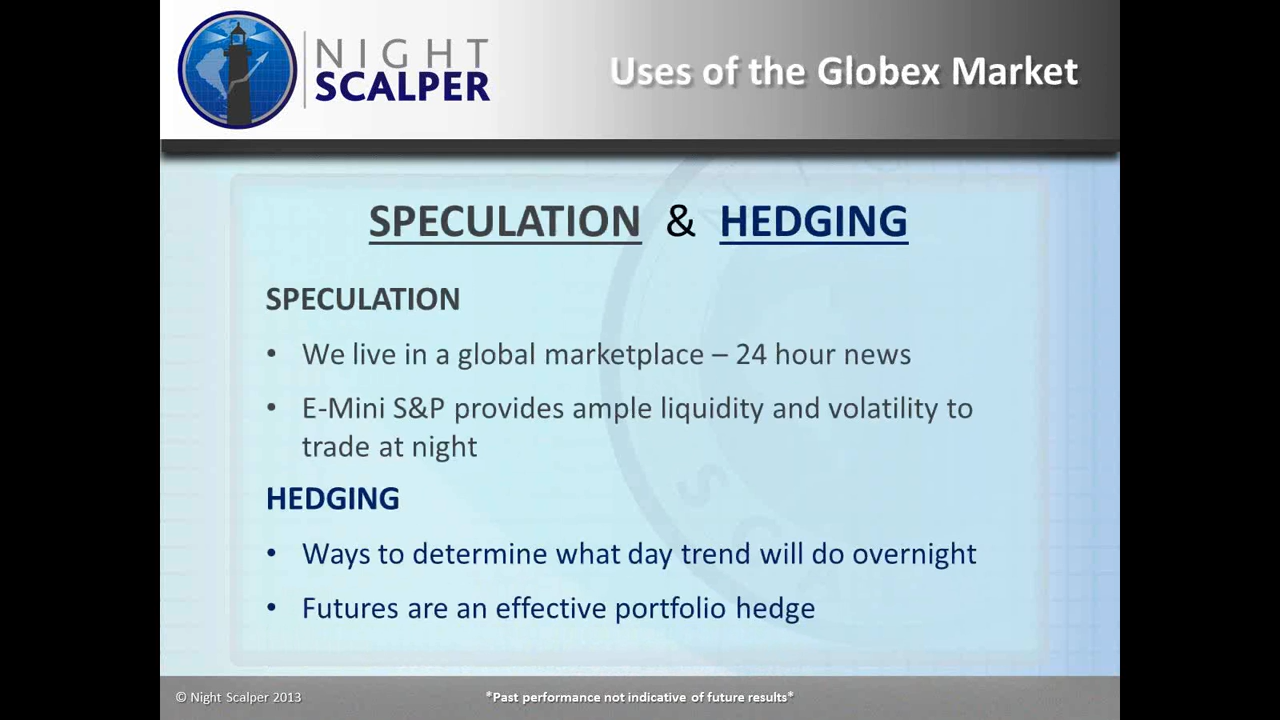 NIGHT
SCALPER
Uses of the Globex Market
SPECULATION & HEDGING
SPECULATION
• We live in a global marketplace – 24 hour news
• E-Mini S&P provides ample liquidity and volatility to
trade at night
HEDGING
• Ways to determine what day trend will do overnight
• Futures are an effective portfolio hedge
© Night Scalper 2013
*Past performance not indicative of future results*